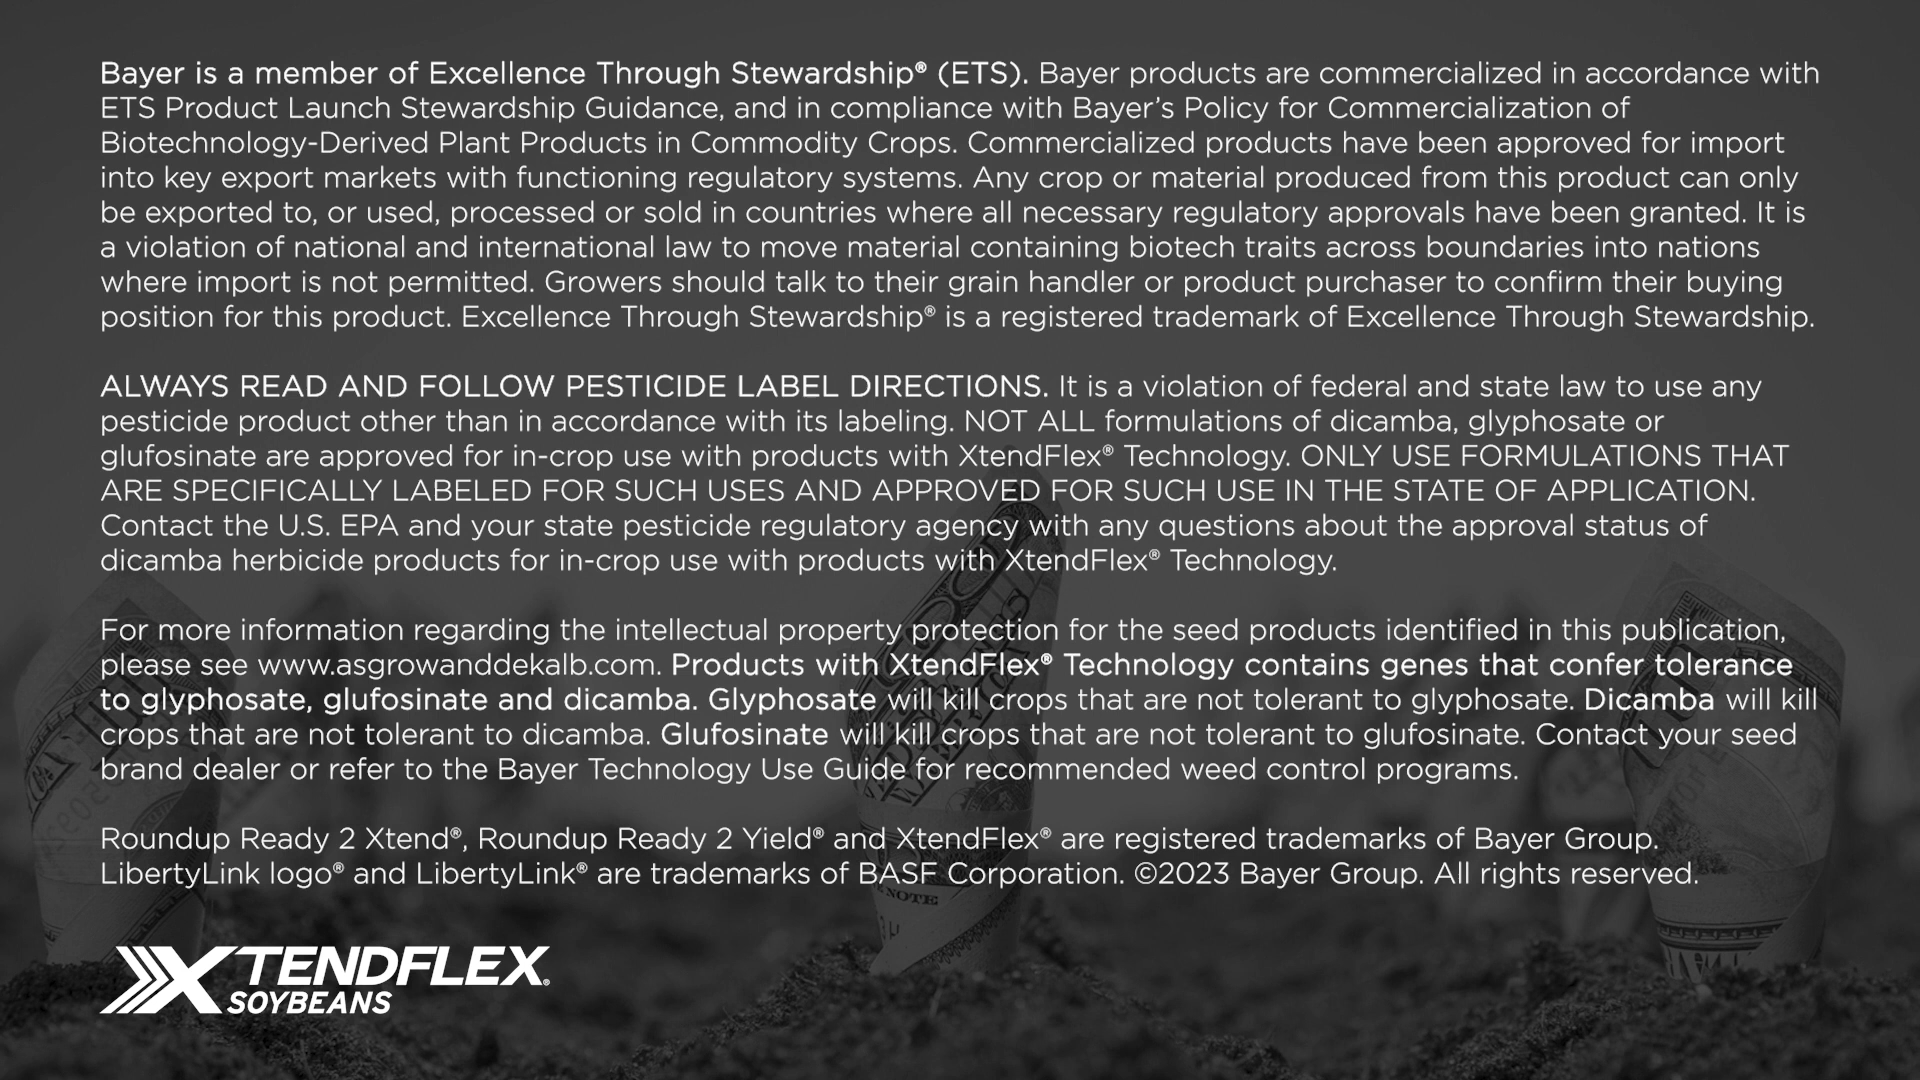 Bayer is a member of Excellence Through Stewardship® (ETS). Bayer products are commercialized in accordance with
ETS Product Launch Stewardship Guidance, and in compliance with Bayer’s Policy for Commercialization of
Biotechnology-Derived Plant Products in Commodity Crops. Commercialized products have been approved for import
into key export markets with functioning regulatory systems. Any crop or material produced from this product can only
be exported to, or used, processed or sold in countries where all necessary regulatory approvals have been granted. It is
a violation of national and international law to move material containing biotech traits across boundaries into nations
where import is not permitted. Growers should talk to their grain handler or product purchaser to confirm their buying
position for this product. Excellence Through Stewardship® is a registered trademark of Excellence Through Stewardship.
ALWAYS READ AND FOLLOW PESTICIDE LABEL DIRECTIONS. It is a violation of federal and state law to use any
pesticide product other than in accordance with its labeling. NOT ALL formulations of dicamba, glyphosate or
glufosinate are approved for in-crop use with products with XtendFlex® Technology. ONLY USE FORMULATIONS THAT
ARE SPECIFICALLY LABELED FOR SUCH USES AND APPROVED FOR SUCH USE IN THE STATE OF APPLICATION.
Contact the U.S. EPA and your state pesticide regulatory agency with any questions about the approval status of
dicamba herbicide products for in-crop use with products with XtendFlex® Technology.
For more information regarding the intellectual property protection for the seed products identified in this publication,
please see www.asgrowanddekalb.com. Products with XtendFlex® Technology contains genes that confer tolerance
to glyphosate, glufosinate and dicamba. Glyphosate will kill crops that are not tolerant to glyphosate. Dicamba will kill
crops that are not tolerant to dicamba. Glufosinate will kill crops that are not tolerant to glufosinate. Contact your seed
brand dealer or refer to the Bayer Technology Use Guide for recommended weed control programs.
Roundup Ready 2 Xtend®, Roundup Ready 2 Yield® and XtendFlex® are registered trademarks of Bayer Group.
LibertyLink logo® and LibertyLink® are trademarks of BASF Corporation. ©2023 Bayer Group. All rights reserved.
NOTE
XTENDFLEX®
SOYBEANS